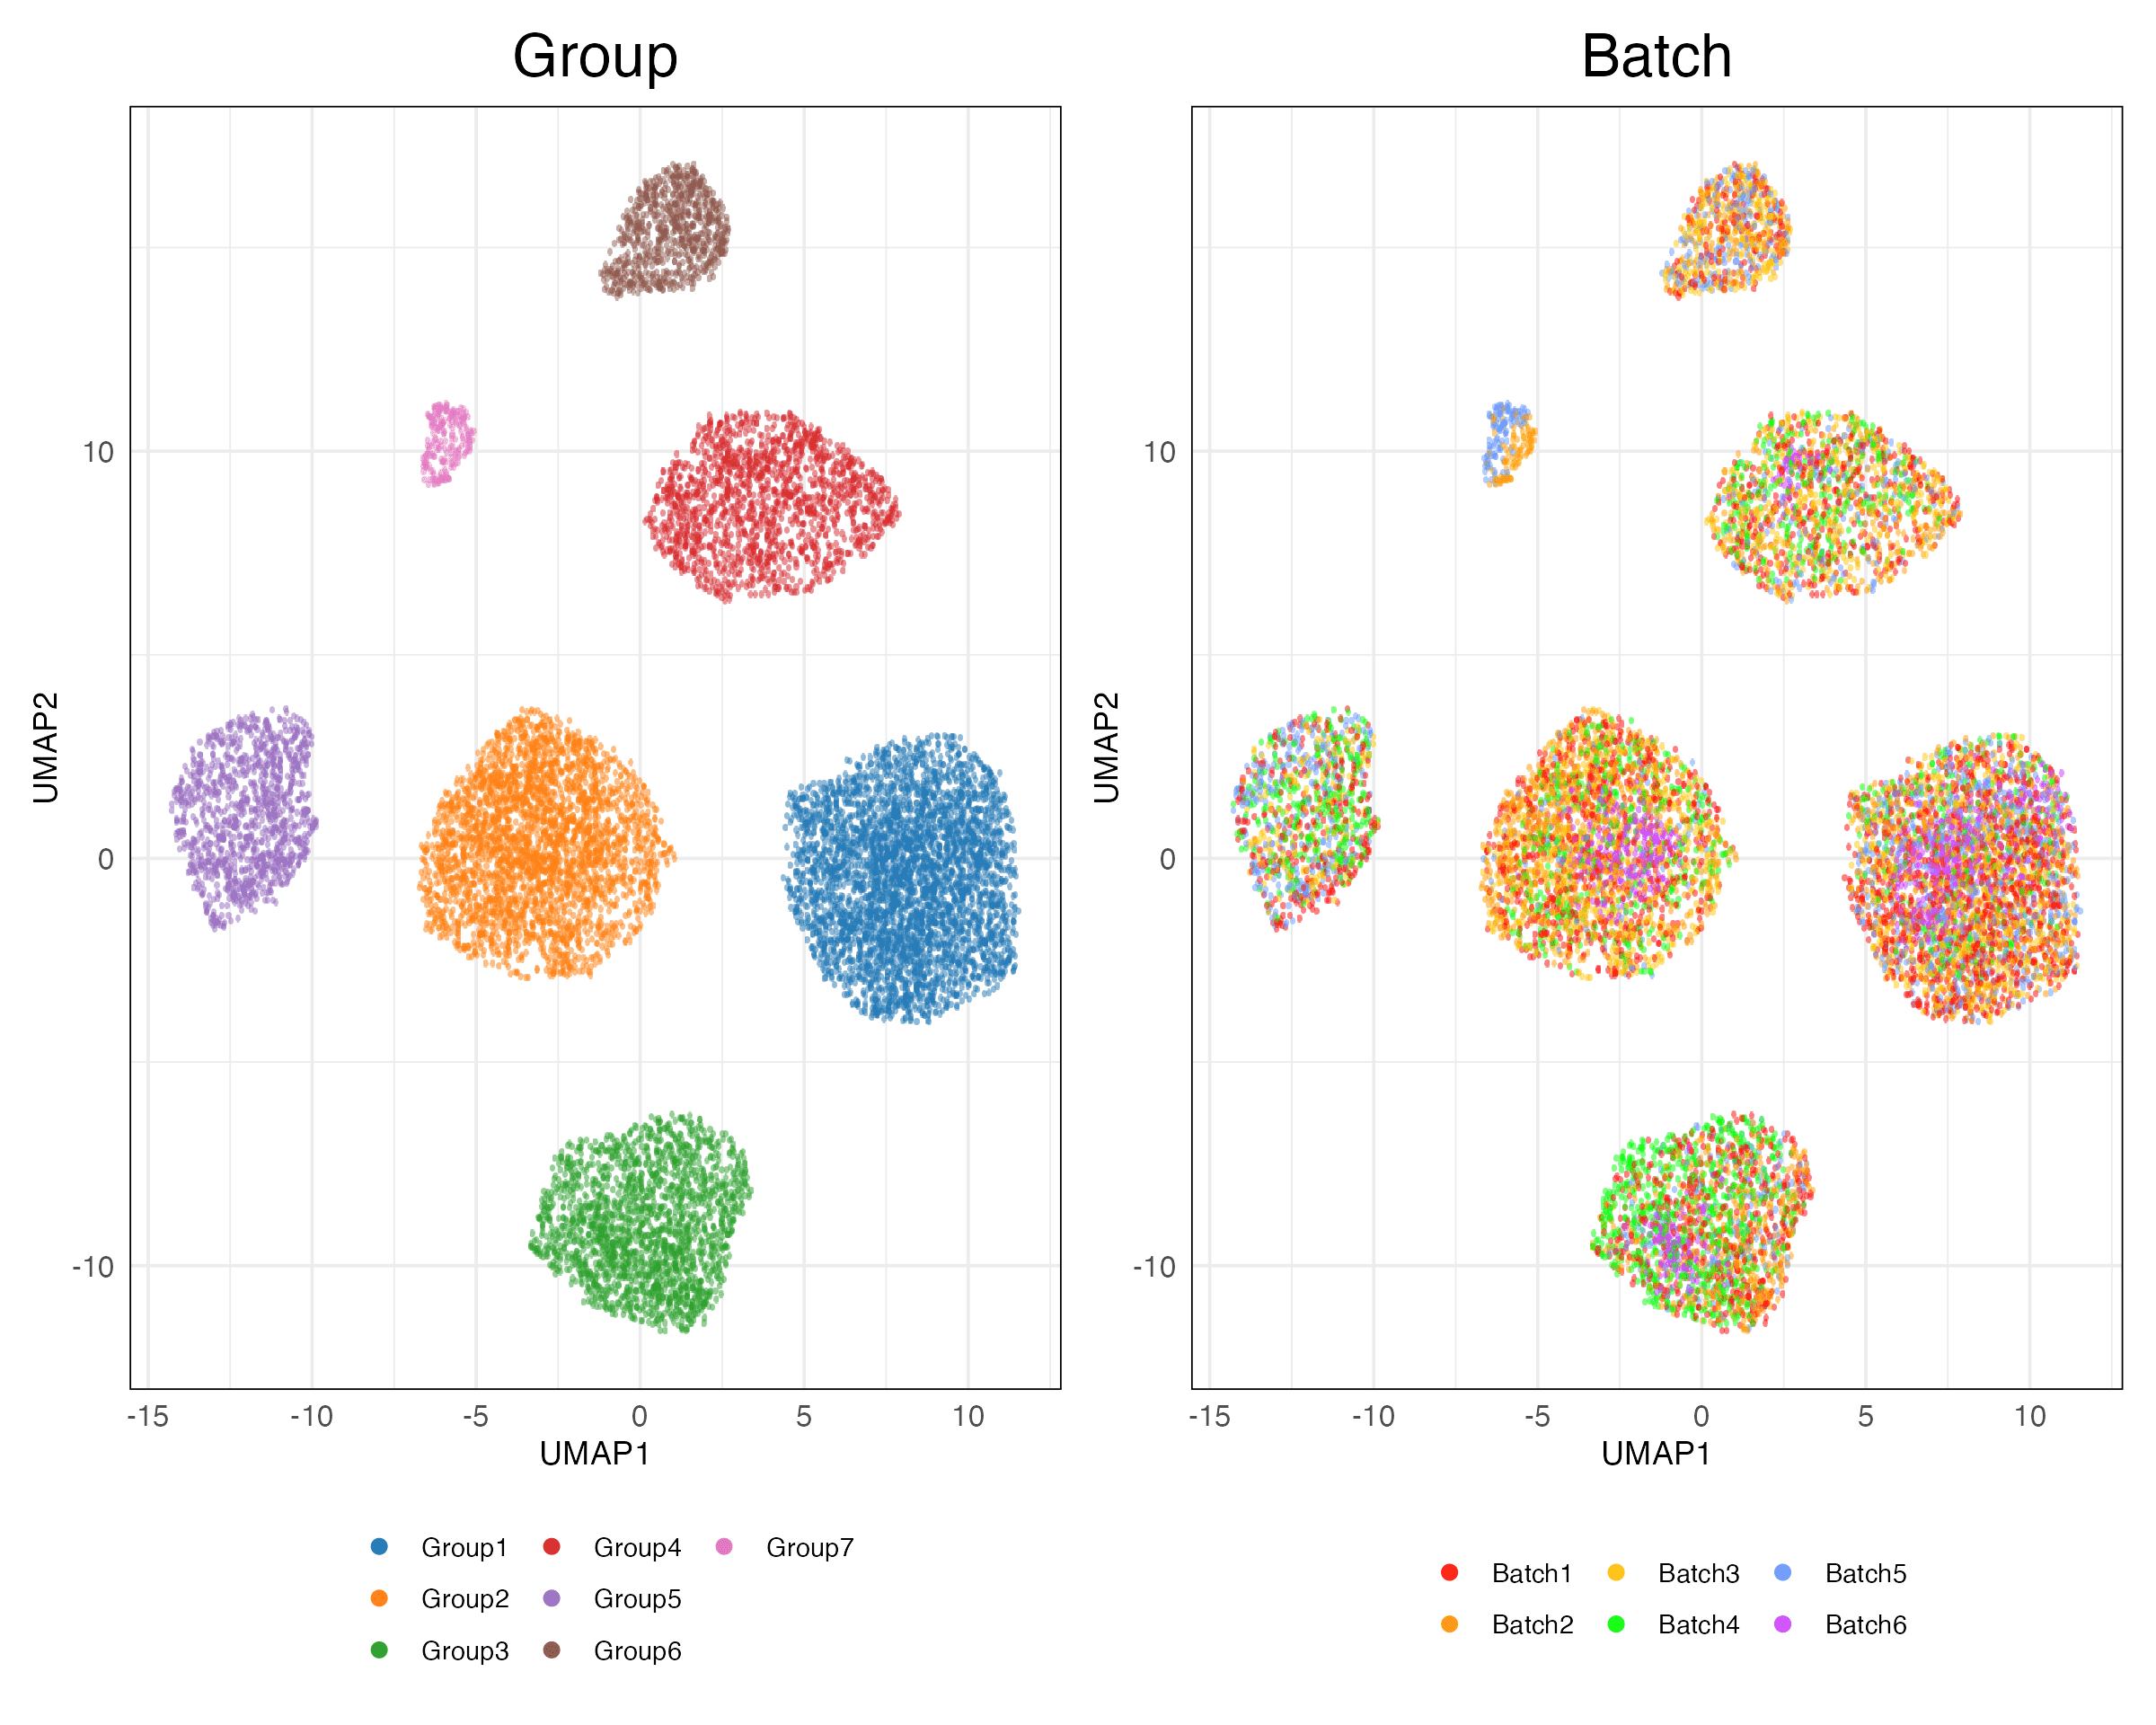 Group
Batch
UMAP2
10
0
-10
-15 -10 -5 0 5 10
UMAP1
UMAP2
10
0
-10
-15 -10 -5 0 5 10
UMAP1
Group1 Group4 Group7
Group2 Group5
Group3 Group6
Batch1 Batch3 Batch5
Batch2 Batch4 Batch6